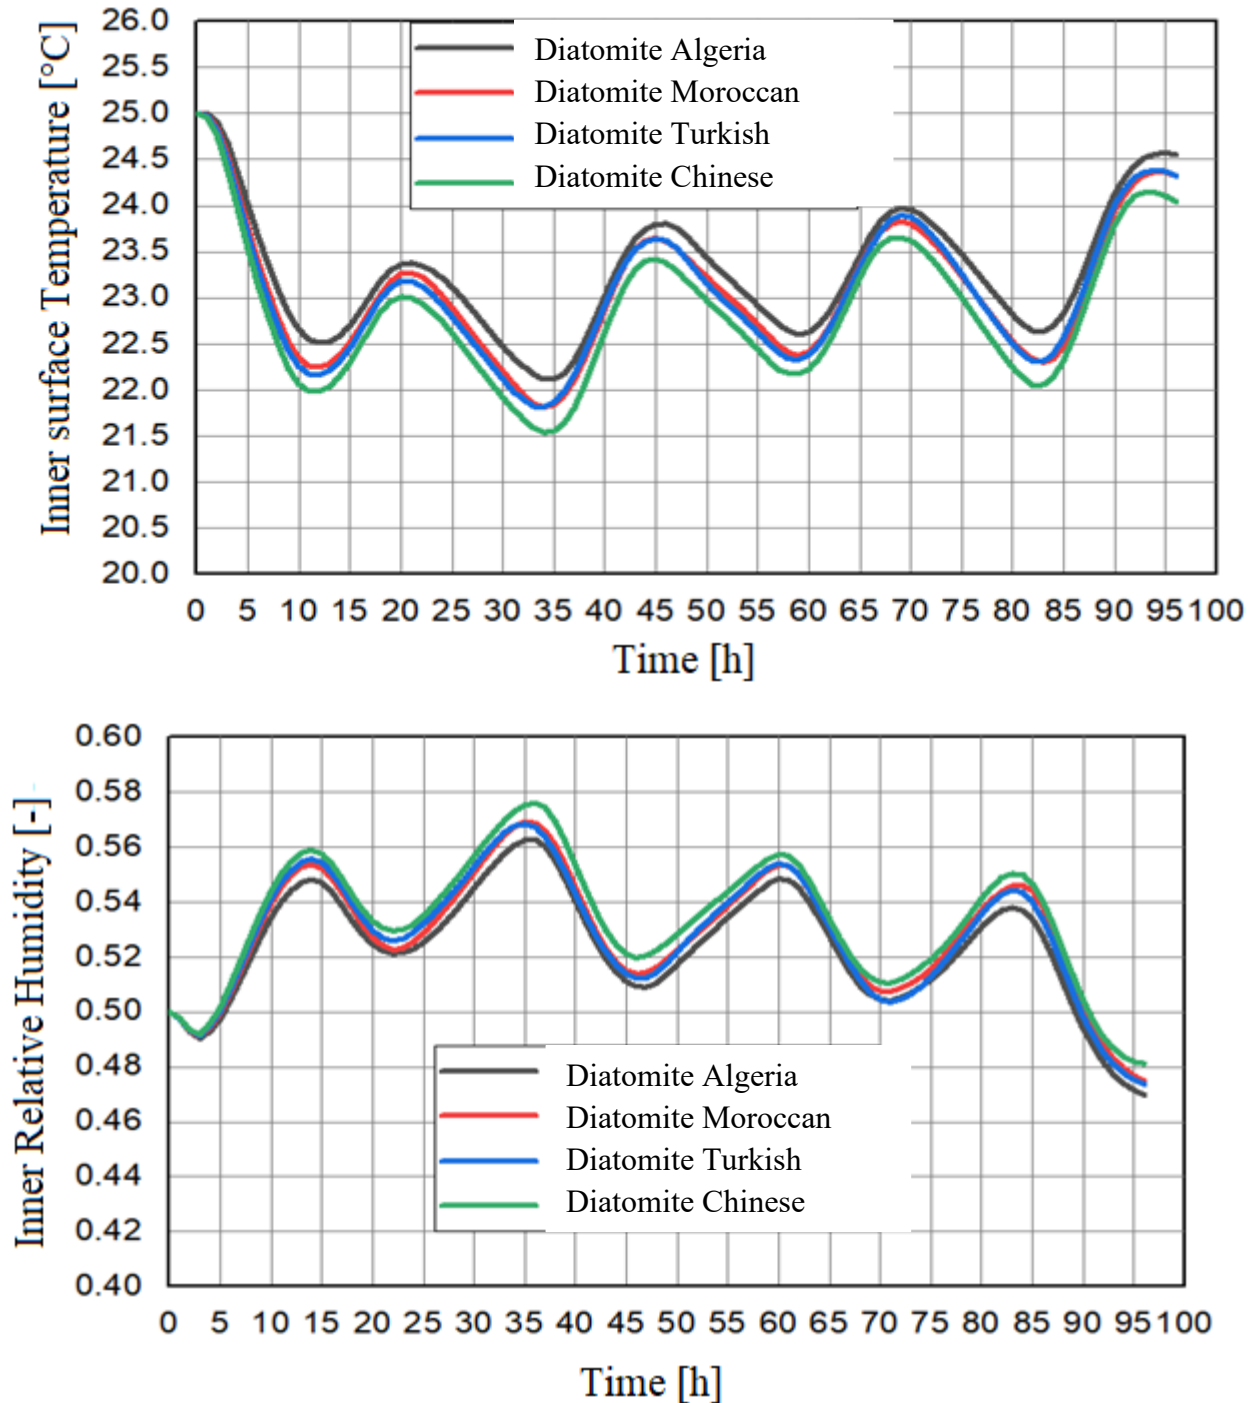 26.0
25.5
25.0
24.5
24.0
23.5
23.0
22.5
22.0
21.5
21.0
20.5
20.0
Inner surface Temperature [°C]
Diatomite Algeria
Diatomite Moroccan
Diatomite Turkish
Diatomite Chinese
0 5 10 15 20 25 30 35 40 45 50 55 60 65 70 75 80 85 90 95 100
Time [h]
0.60
0.58
0.56
0.54
0.52
0.50
0.48
0.46
0.44
0.42
0.40
Inner Relative Humidity [-]
Diatomite Algeria
Diatomite Moroccan
Diatomite Turkish
Diatomite Chinese
0 5 10 15 20 25 30 35 40 45 50 55 60 65 70 75 80 85 90 95 100
Time [h]